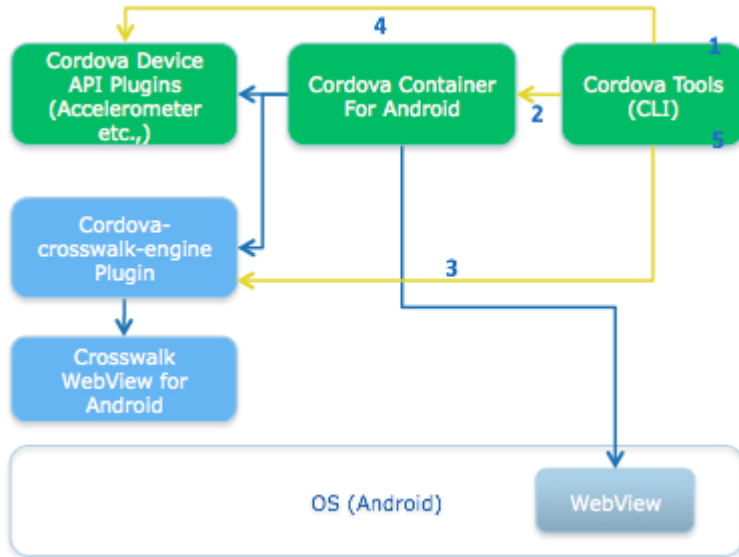 4
1
Cordova Device
API Plugins
(Accelerometer
etc.,)
Cordova Container
For Android
2
Cordova Tools
(CLI)
5
Cordova-
crosswalk-engine
Plugin
3
Crosswalk
WebView for
Android
OS (Android)
WebView